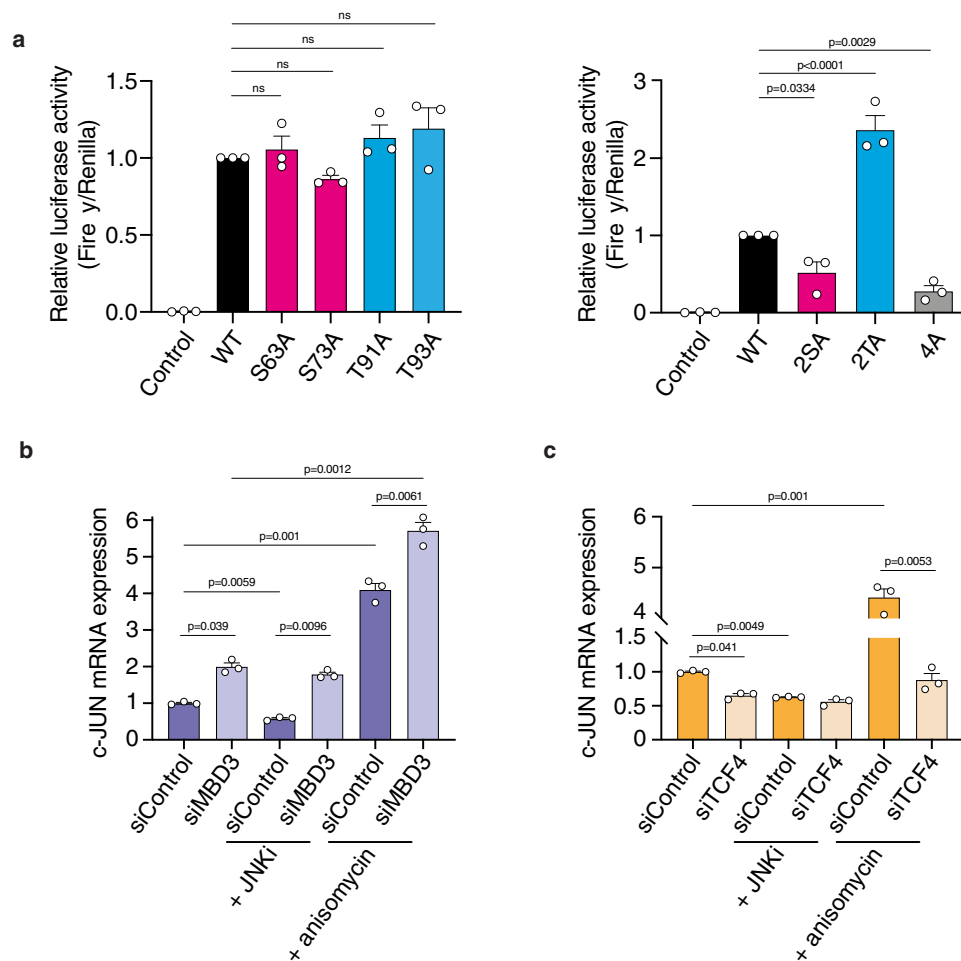 a
ns
ns
ns
ns
Relative luciferase activity
(Fire y/Renilla)
1.5
1.0
0.5
0.0
Control
WT
S63A
S73A
T91A
T93A
p=0.0029
p<0.0001
p=0.0334
Relative luciferase activity
(Fire y/Renilla)
3
2
1
0
Control
WT
2SA
2TA
4A
b
p=0.0012
p=0.0061
p=0.001
p=0.0059
p=0.039
p=0.0096
c-JUN mRNA expression
6
5
4
3
2
1
0
siControl
siMBD3
siControl
siMBD3
siControl
siMBD3
+ JNKi
+ anisomycin
c
p=0.001
p=0.0053
p=0.0049
p=0.041
c-JUN mRNA expression
6
5
4
1.5
1.0
0.5
0
siControl
siTCF4
siControl
siTCF4
siControl
siTCF4
+ JNKi
+ anisomycin